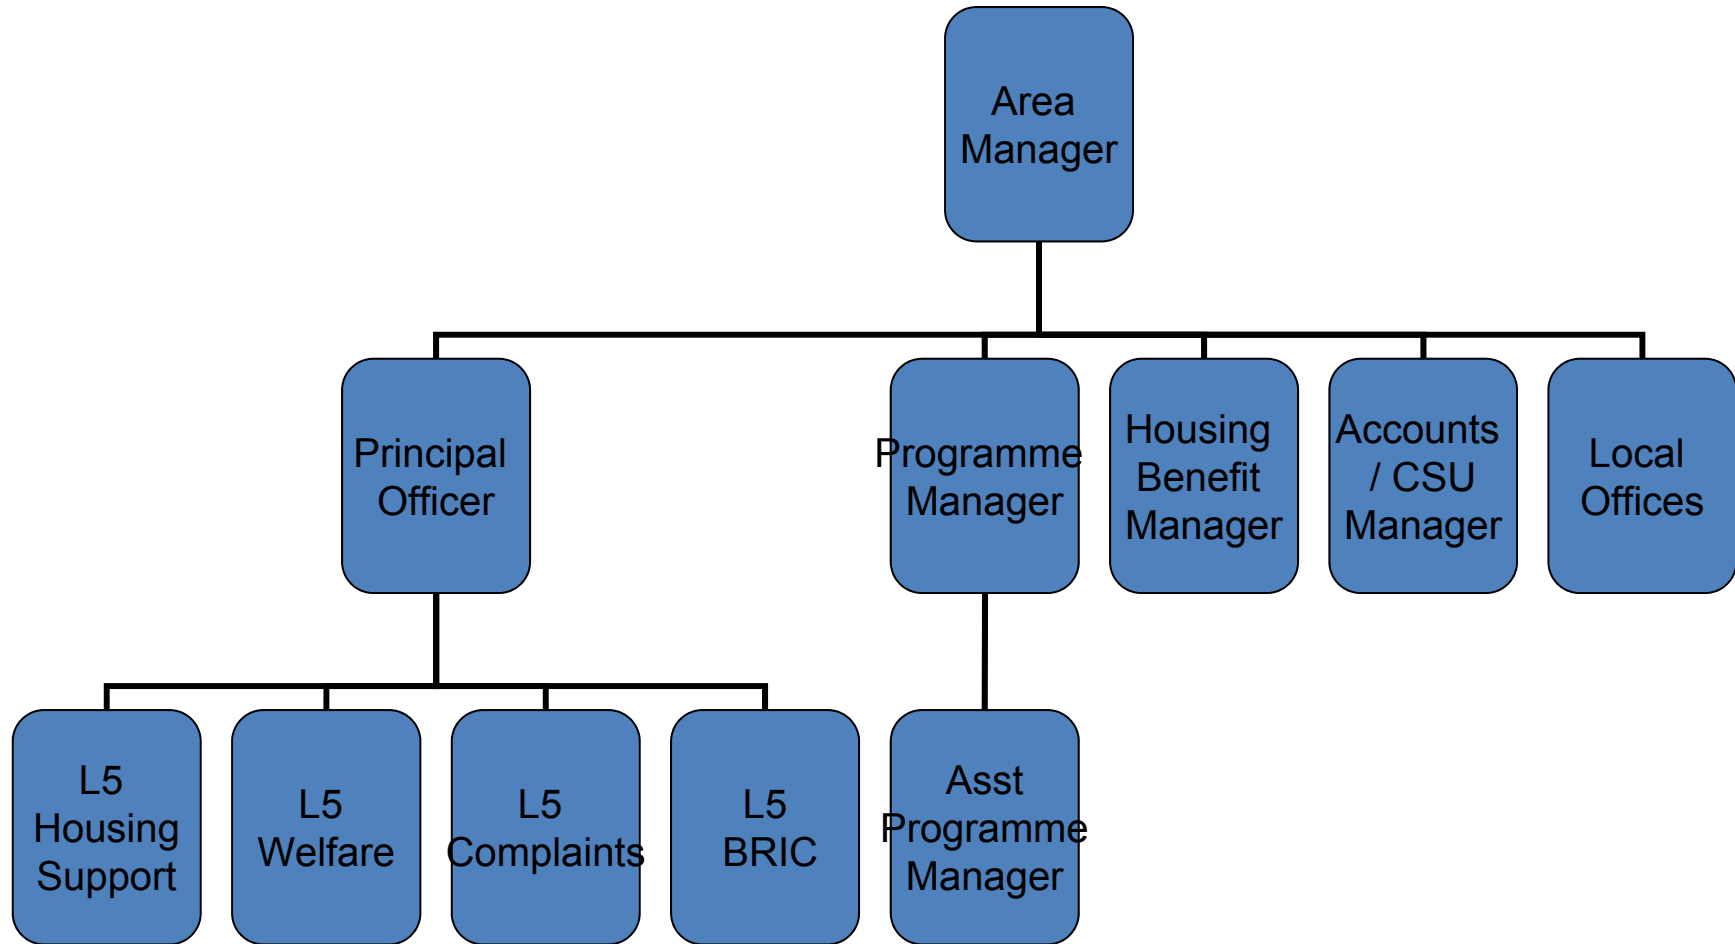 Area
Manager
Principal
Officer
Programme
Manager
Housing
Benefit
Manager
Accounts
/ CSU
Manager
Local
Offices
L5
Housing
Support
L5
Welfare
L5
Complaints
L5
BRIC
Asst
Programme
Manager